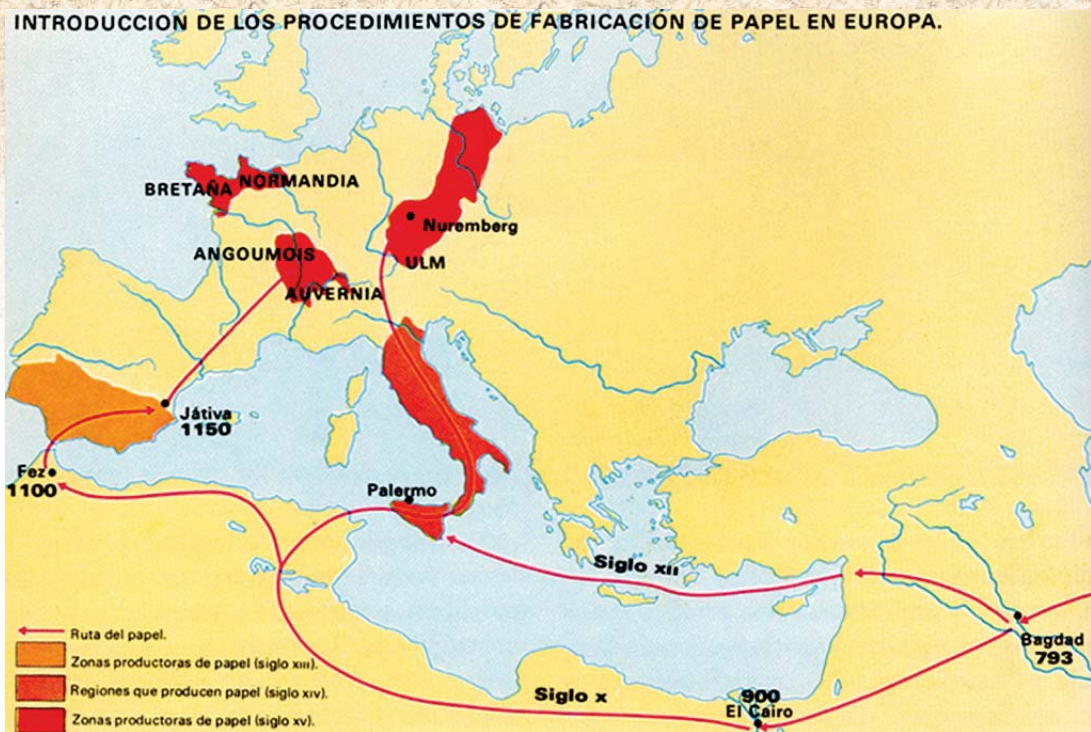 INTRODUCCION DE LOS PROCEDIMIENTOS DE FABRICACIÓN DE PAPEL EN EUROPA.
BRETAÑA
NORMANDIA
Nuremberg
ANGOUMOIS
ULM
AUVERNIA
Játiva
1150
Fez
1100
Palermo
Siglo XII
Bagdad
793
Siglo X
900
El Cairo
Ruta del papel.
Zonas productoras de papel (siglo XIII).
Regiones que producen papel (siglo XIV).
Zonas productoras de papel (siglo XV).